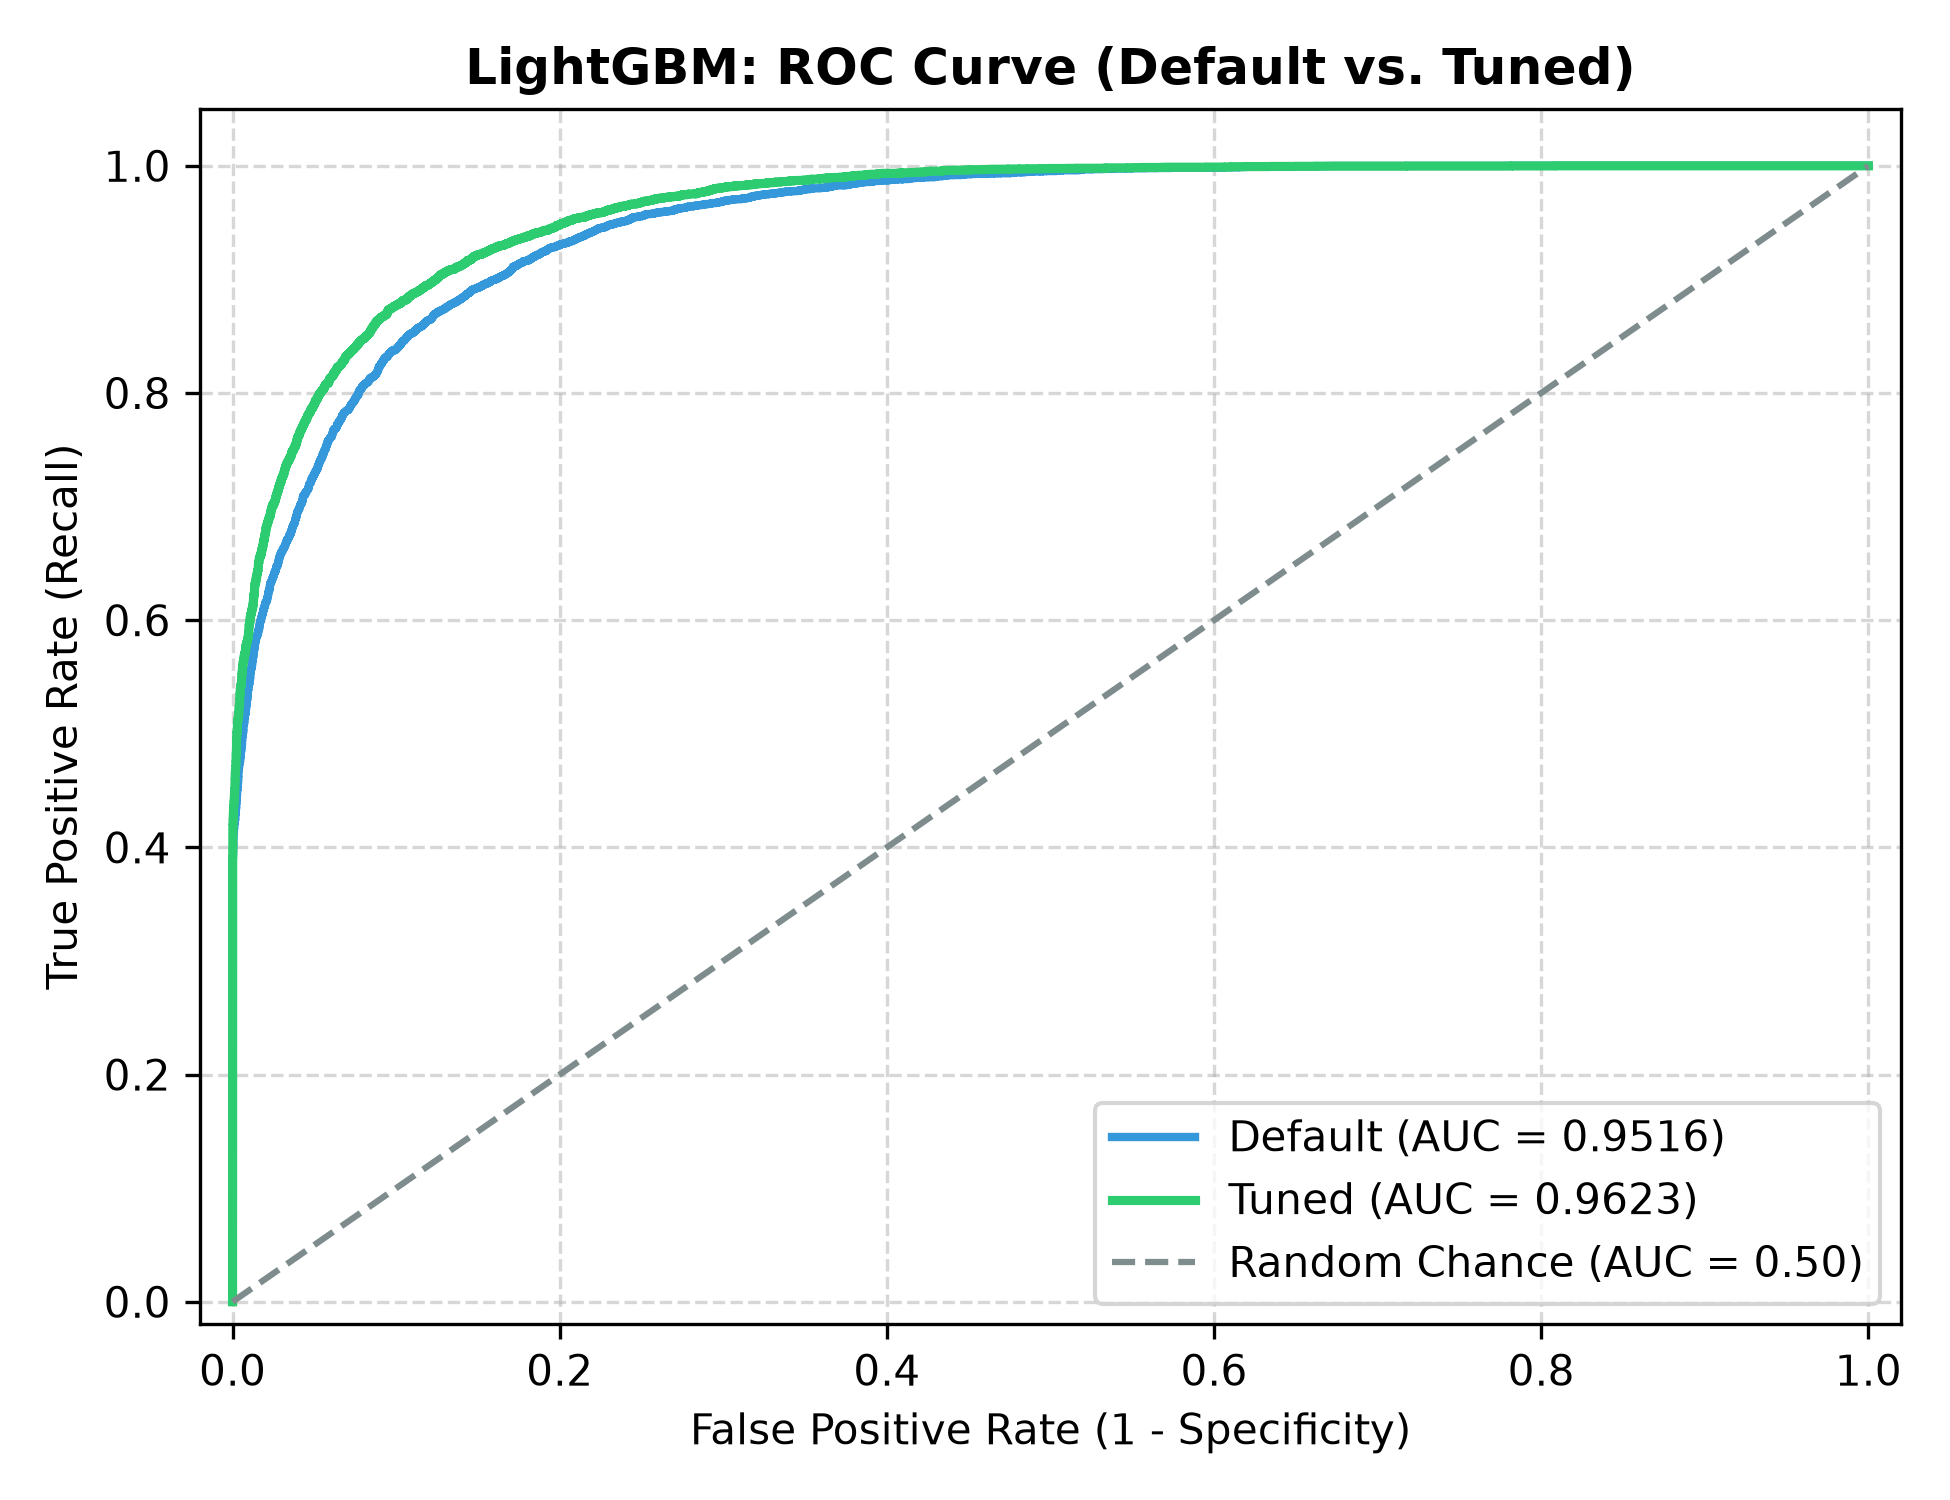 LightGBM: ROC Curve (Default vs. Tuned)
True Positive Rate (Recall)
1.0
0.8
0.6
0.4
0.2
0.0
0.0 0.2 0.4 0.6 0.8 1.0
False Positive Rate (1 - Specificity)
Default (AUC = 0.9516)
Tuned (AUC = 0.9623)
Random Chance (AUC = 0.50)